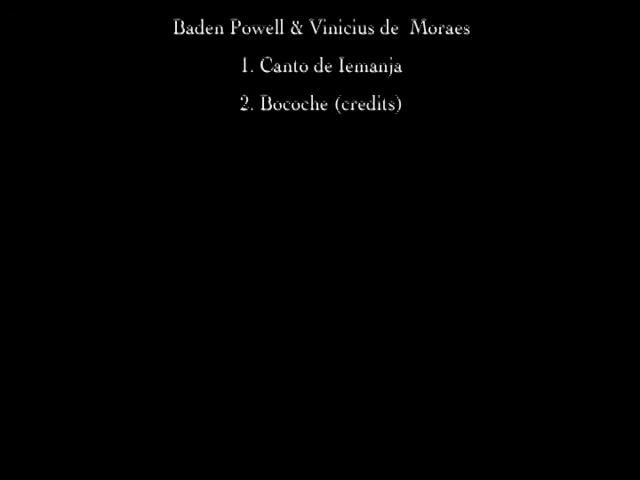 Baden Powell & Vinicius de Moraes
1. Canto de Iemanja
2. Bocoche (credits)